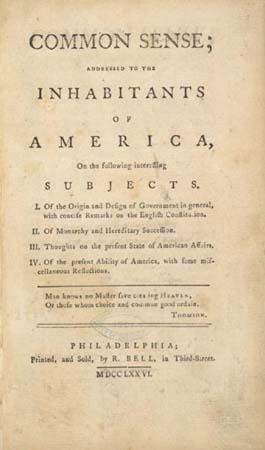 COMMON SENSE;
ADDRESSED TO THE
INHABITANTS
OF
AMERICA,
On the following interesting
SUBJECTS.
I. Of the Origin and Design of Government in general,
with concise Remarks on the English Constitution.
II. Of Monarchy and Hereditary Succession.
III. Thoughts on the present State of American Affairs.
IV. Of the present Ability of America, with some mis-
cellaneous Reflections.
Man knows no Master save creating HEAVEN,
Or those whom choice and common good ordain.
THOMSON.
PHILADELPHIA;
Printed, and Sold, by R. BELL, in Third-Street.
MDCCLXXVI.